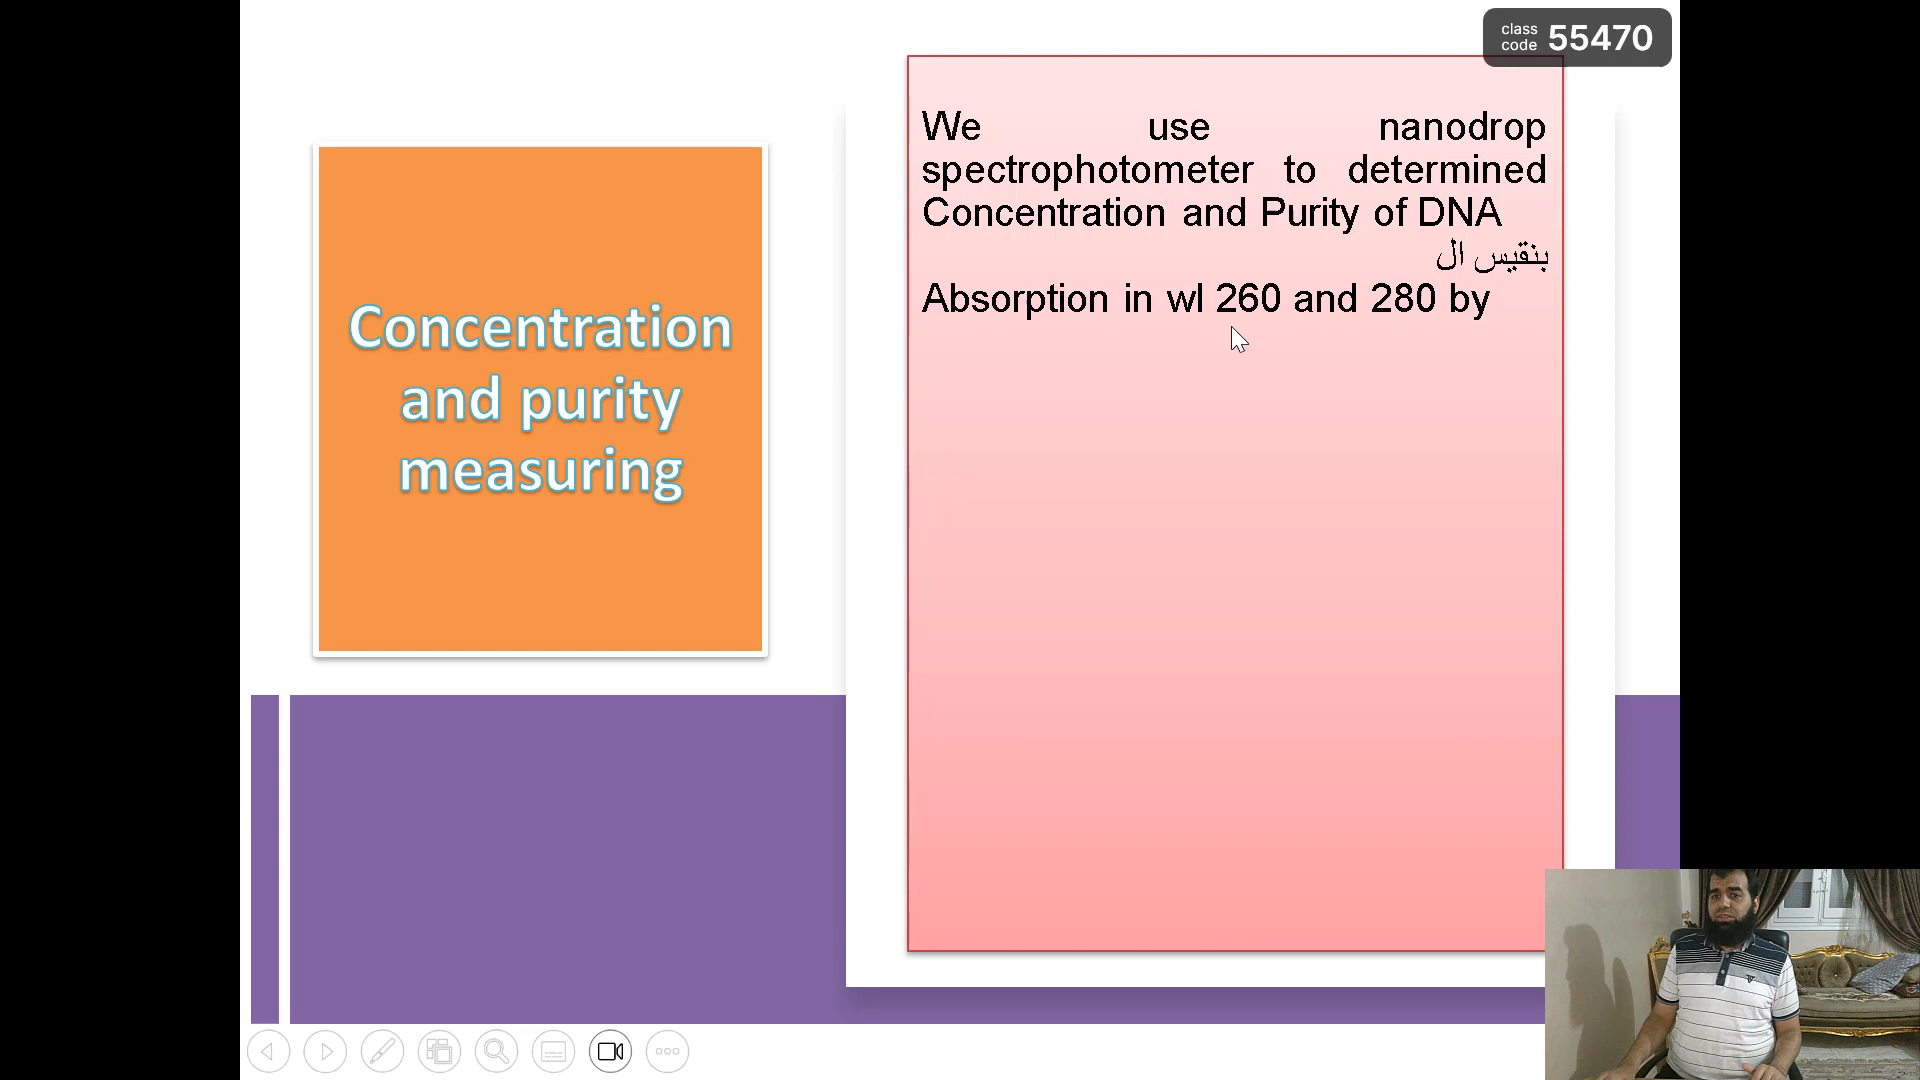 class
code 55470
Concentration
and purity
measuring
We use nanodrop
spectrophotometer to determined
Concentration and Purity of DNA
بنقيس ال
Absorption in wl 260 and 280 by